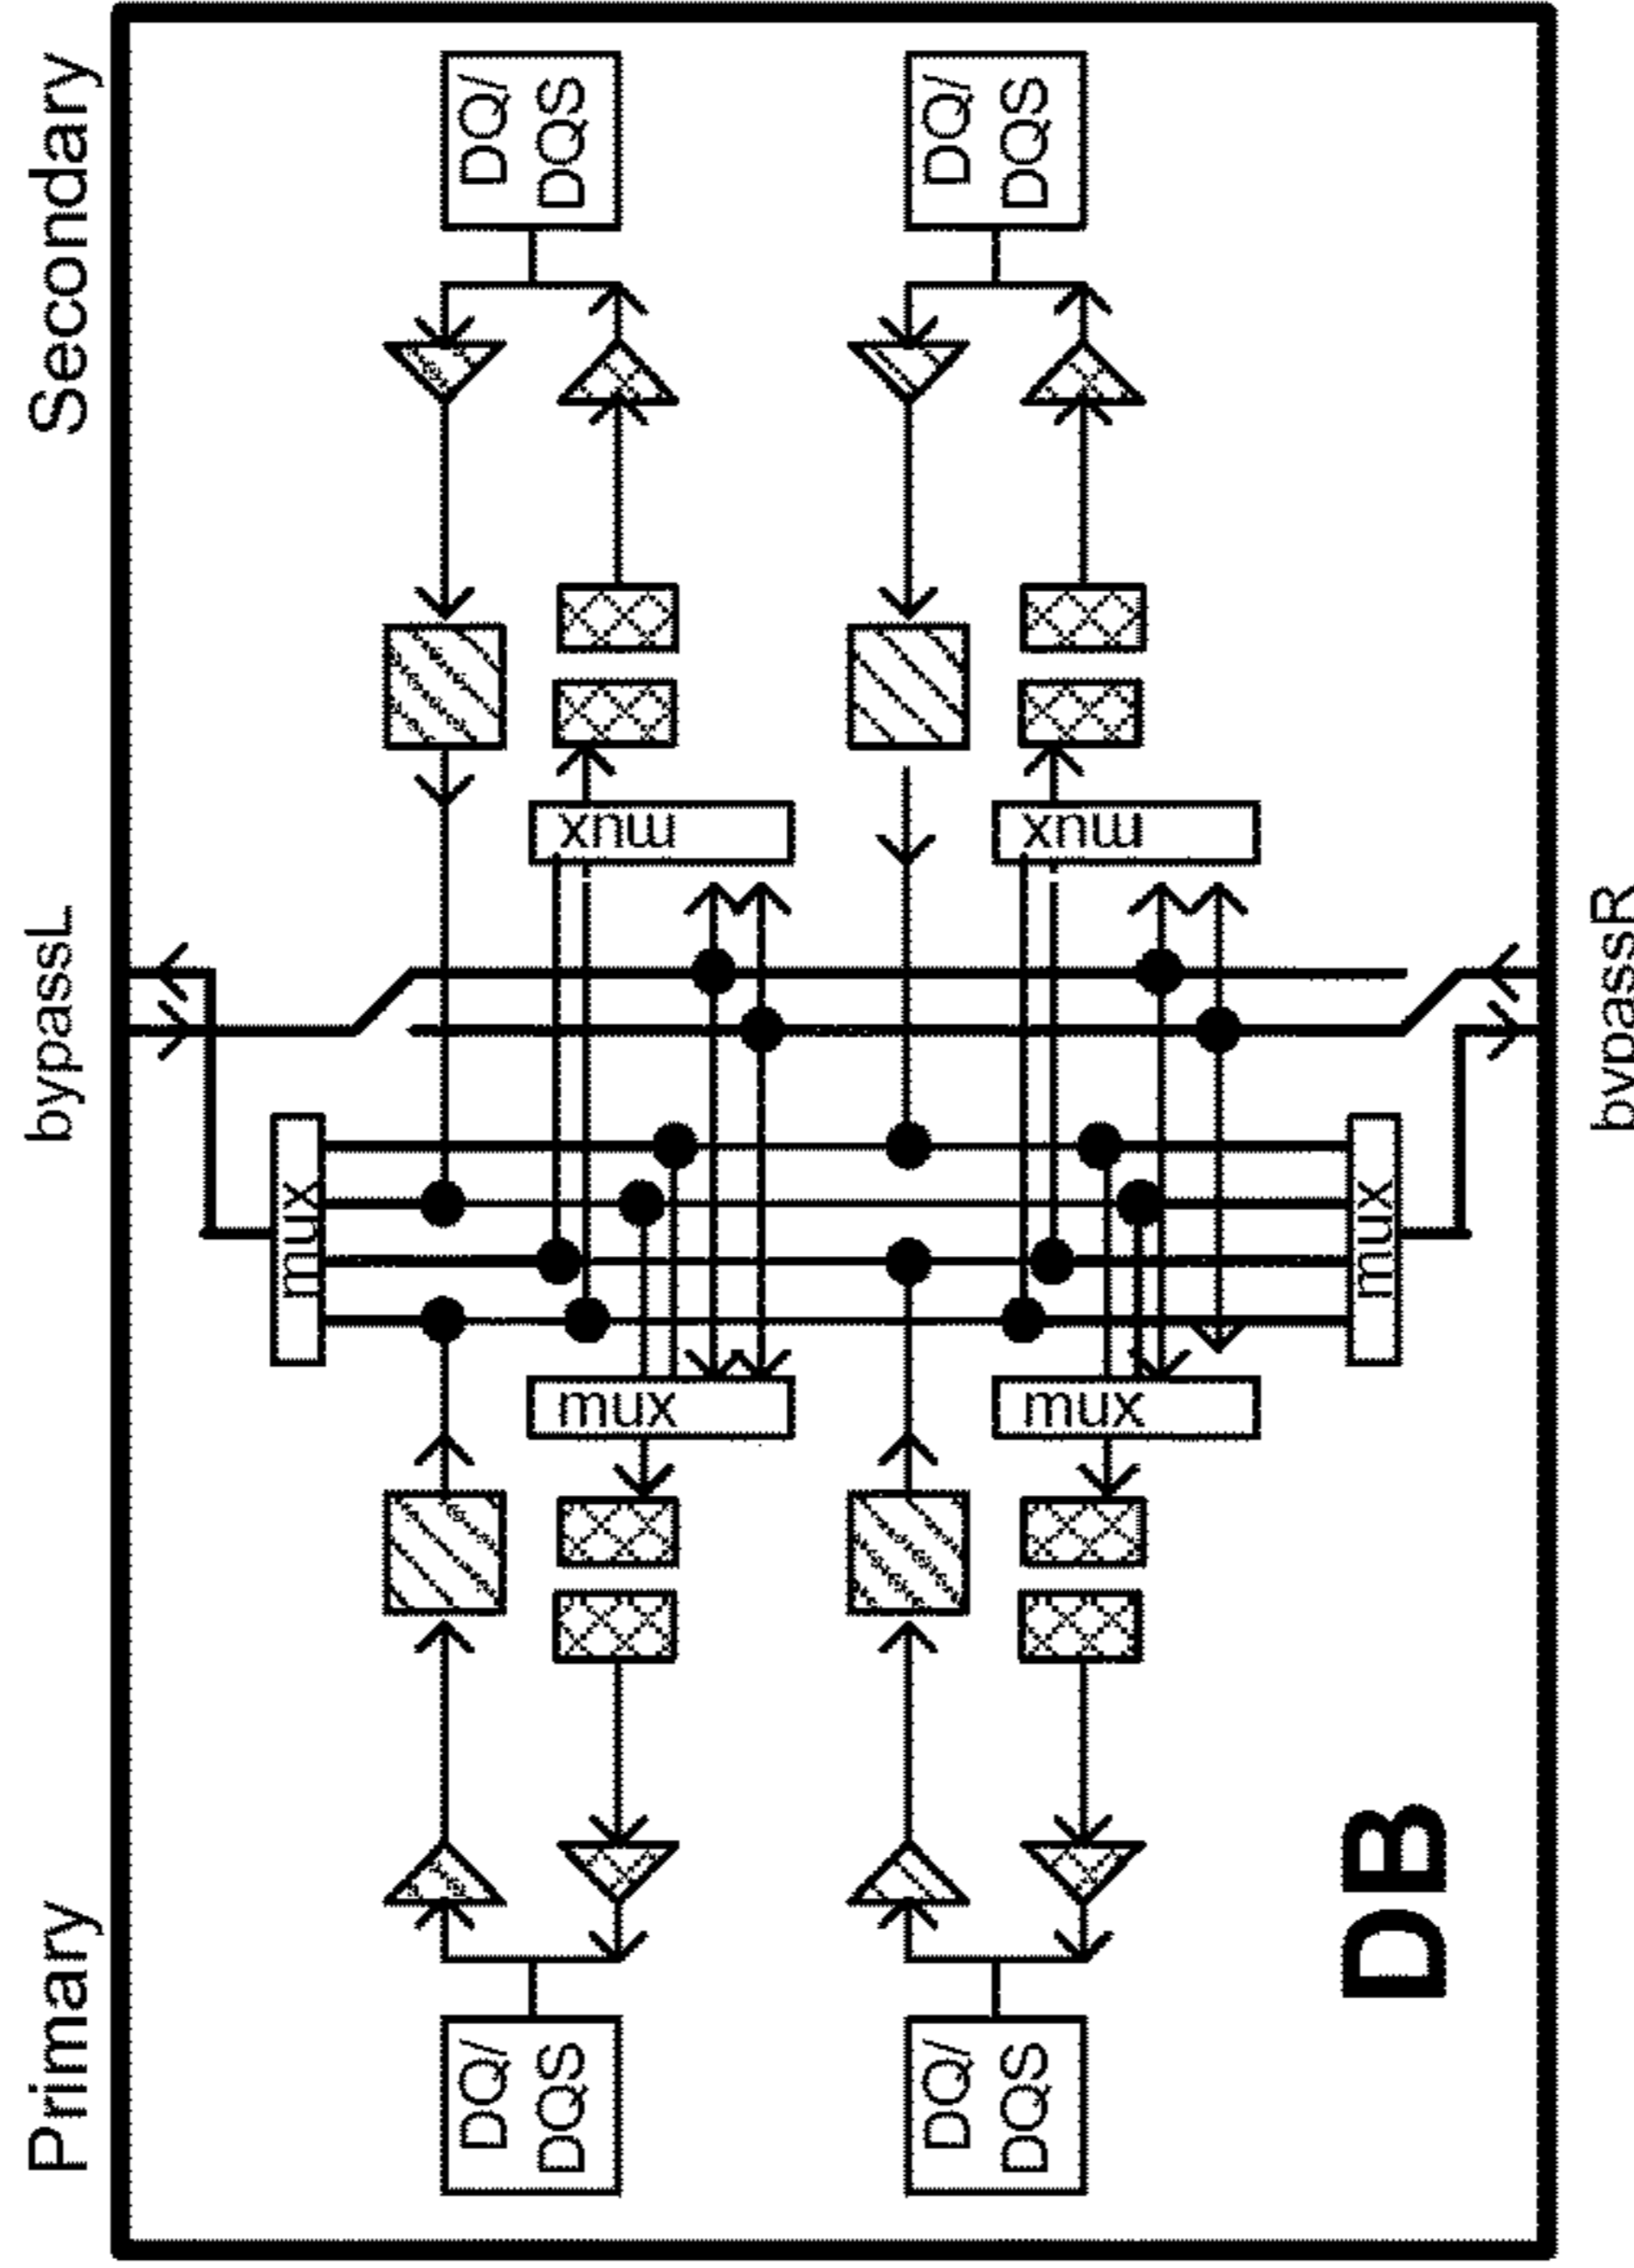 Primary
Secondary
bypassL
DQ/
DQS
DQ/
DQS
mux
mux
mux
DQ/
DQS
DQ/
DQS
mux
mux
mux
DB
bypassR